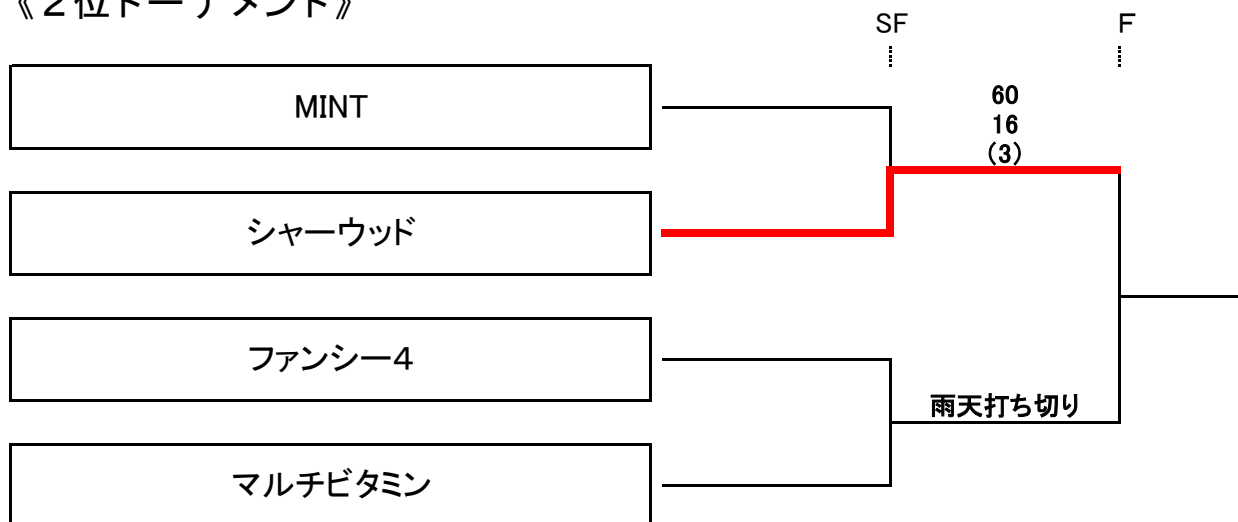 《２位トーナメント》
SF
F
MINT
60
16
(3)
シャーウッド
ファンシー4
雨天打ち切り
マルチビタミン